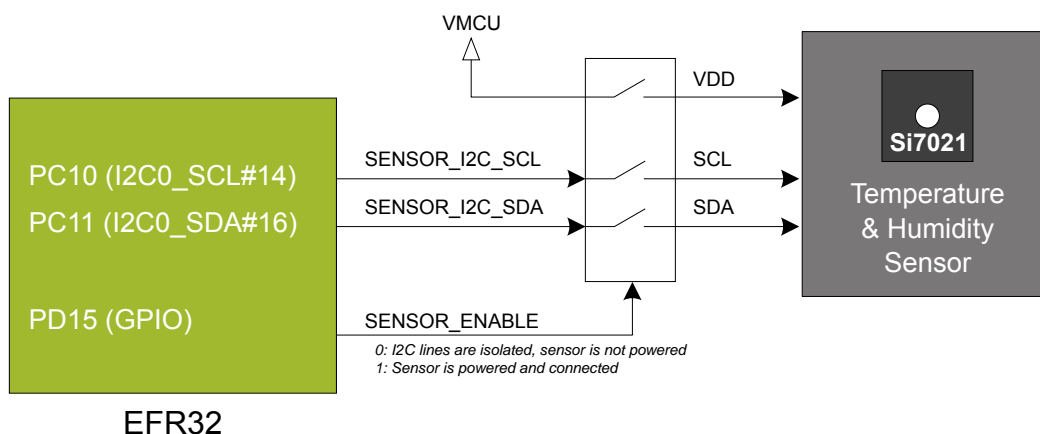 VMCU
VDD
Si7021
PC10 (I2C0_SCL#14)
SENSOR_I2C_SCL
SCL
PC11 (I2C0_SDA#16)
SENSOR_I2C_SDA
SDA
Temperature
& Humidity
Sensor
PD15 (GPIO)
SENSOR_ENABLE
0: I2C lines are isolated, sensor is not powered
1: Sensor is powered and connected
EFR32